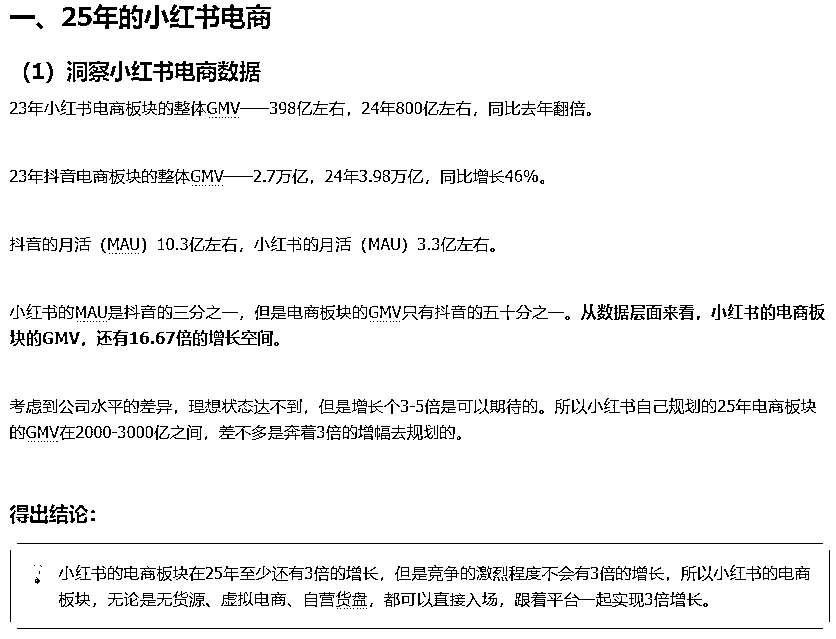 一、25年的小红书电商
（1）洞察小红书电商数据
23年小红书电商板块的整体GMV——398亿左右，24年800亿左右，同比去年翻倍。
23年抖音电商板块的整体GMV——2.7万亿，24年3.98万亿，同比增长46%。
抖音的月活（MAU）10.3亿左右，小红书的月活（MAU）3.3亿左右。
小红书的MAU是抖音的三分之一，但是电商板块的GMV只有抖音的五十分之一。从数据层面来看，小红书的电商板
块的GMV，还有16.67倍的增长空间。
考虑到公司水平的差异，理想状态达不到，但是增长个3-5倍是可以期待的。所以小红书自己规划的25年电商板块
的GMV在2000-3000亿之间，差不多是奔着3倍的增幅去规划的。
得出结论：
小红书的电商板块在25年至少还有3倍的增长，但是竞争的激烈程度不会有3倍的增长，所以小红书的电商
板块，无论是无货源、虚拟电商、自营货盘，都可以直接入场，跟着平台一起实现3倍增长。